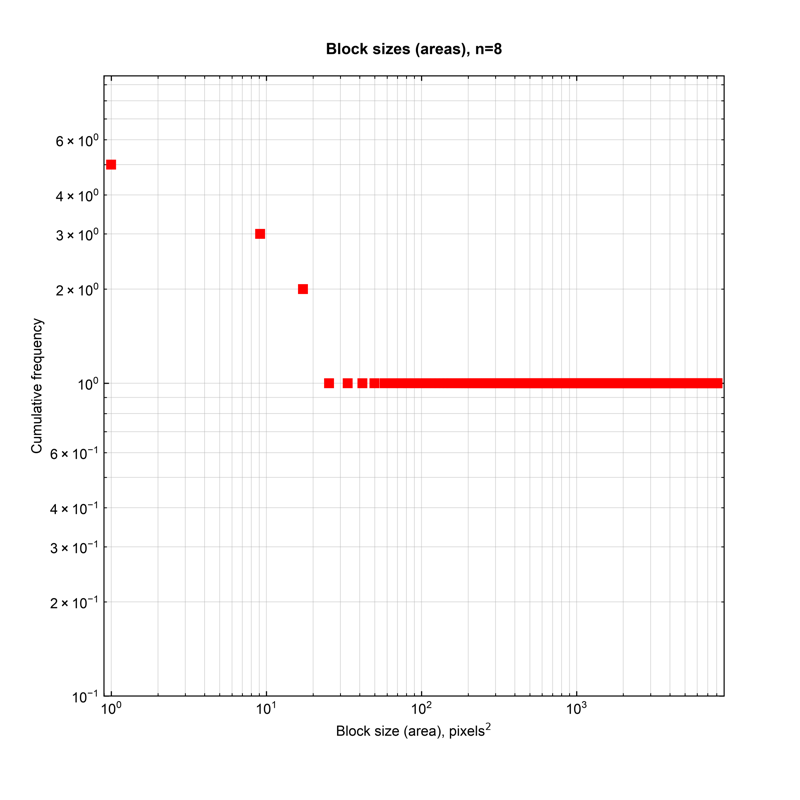 Block sizes (areas), n=8
Cumulative frequency
6 × 10⁰
4 × 10⁰
3 × 10⁰
2 × 10⁰
10⁰
6 × 10⁻¹
4 × 10⁻¹
3 × 10⁻¹
2 × 10⁻¹
10⁻¹
10⁰ 10¹ 10² 10³
Block size (area), pixels²